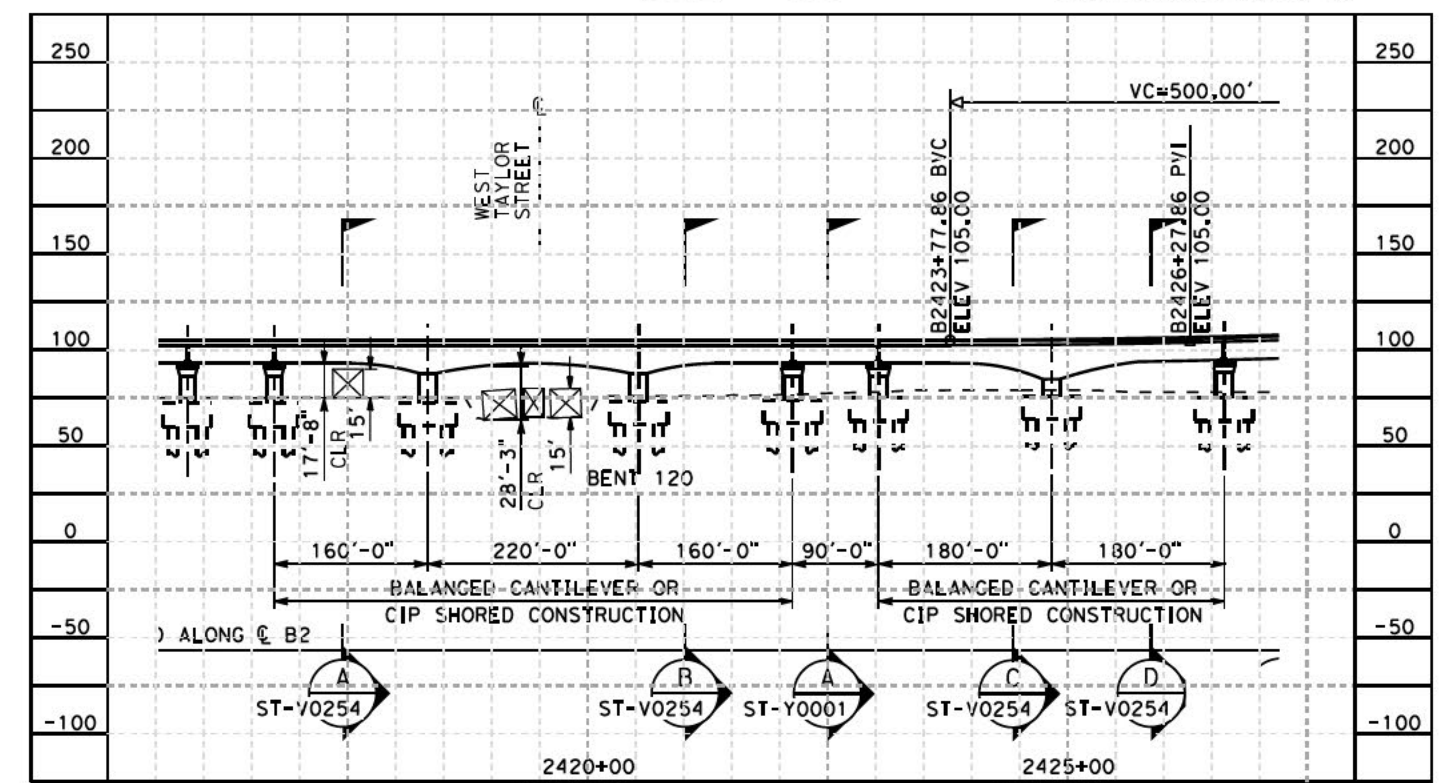 250
250
VC=500.00'
200
200
WEST
TAYLOR
STREET
℄
B2423+77.86 BVC
ELEV 105.00
B2426+27.86 PVI
ELEV 105.00
150
150
100
100
17'-8"
CLR
15'
28'-3"
CLR
15'
50
50
BENT 120
0
0
160'-0" 220'-0" 160'-0" 90'-0" 180'-0" 180'-0"
BALANCED CANTILEVER OR
CIP SHORED CONSTRUCTION
BALANCED CANTILEVER OR
CIP SHORED CONSTRUCTION
-50
-50
ALONG ℄ B2
A
ST-V0254
B
ST-V0254
A
ST-Y0001
C
ST-V0254
D
ST-V0254
-100
-100
2420+00
2425+00